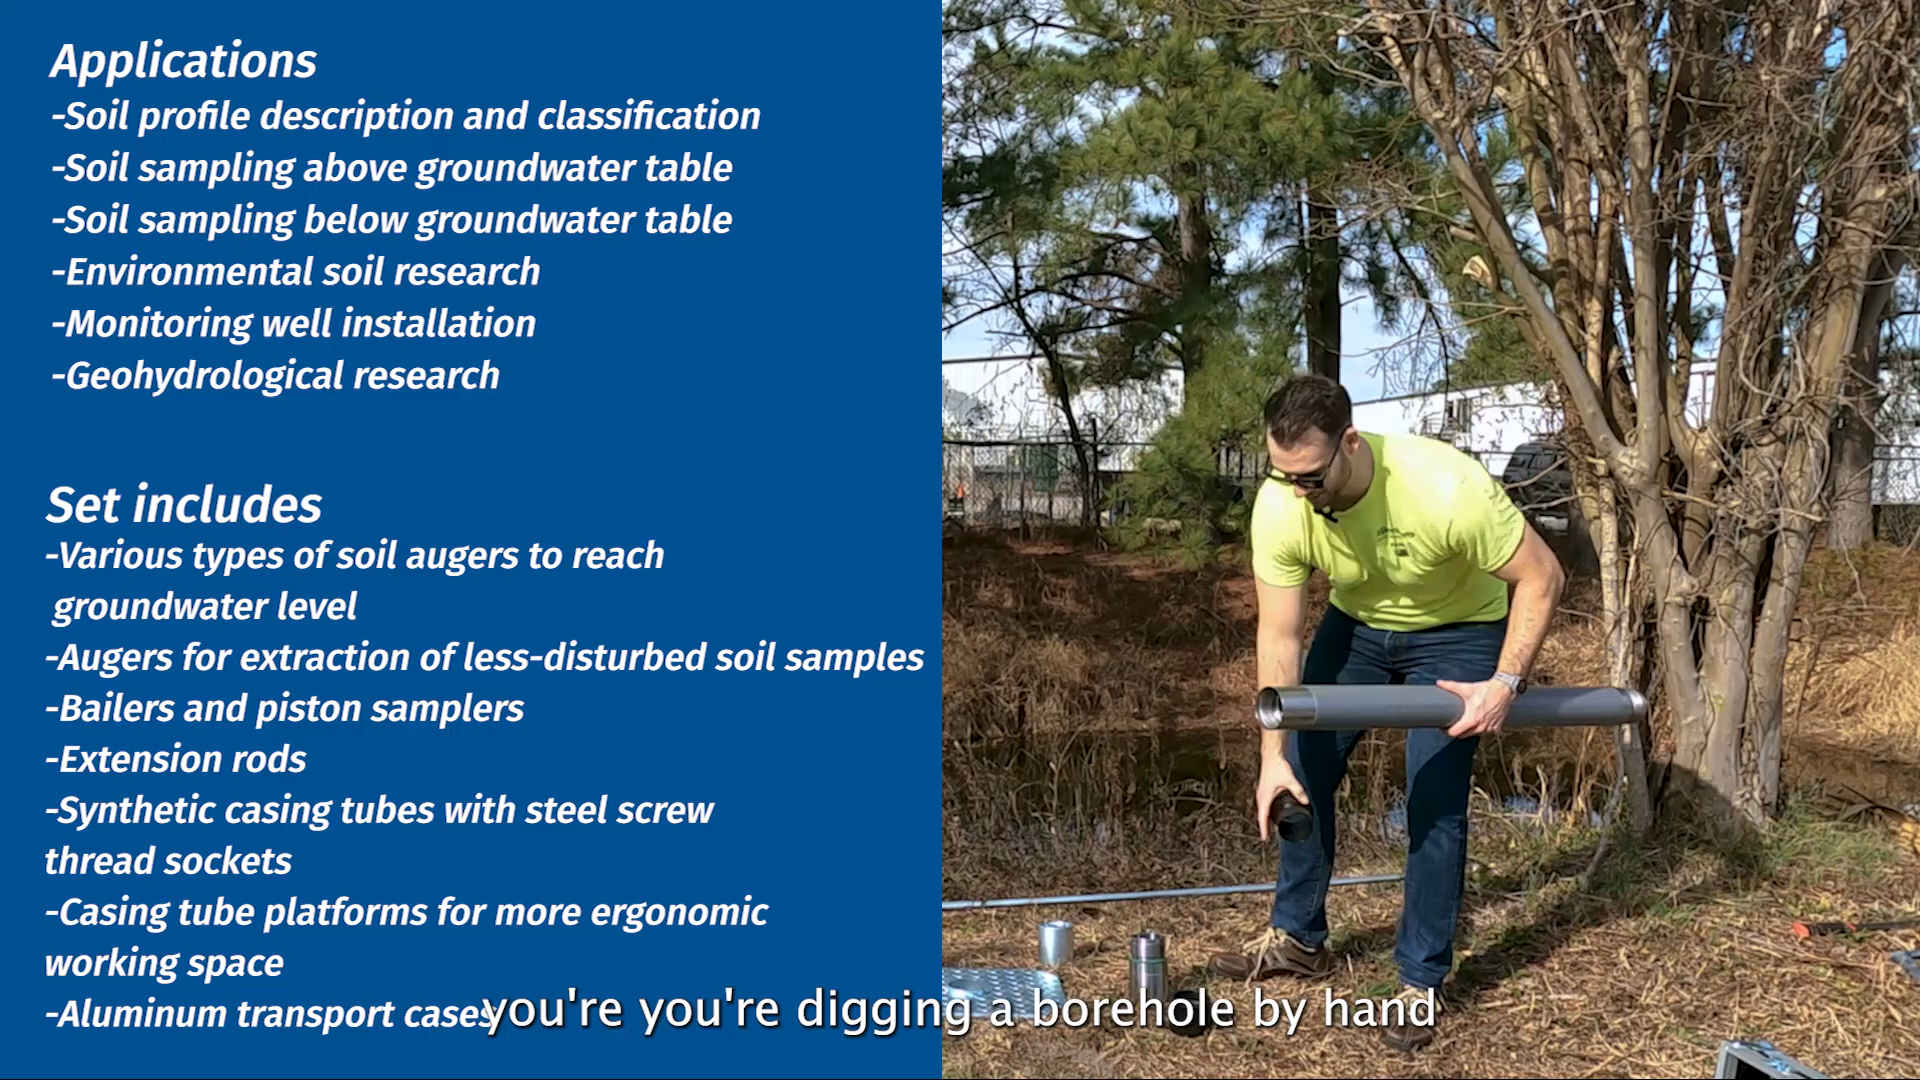 Applications
-Soil profile description and classification
-Soil sampling above groundwater table
-Soil sampling below groundwater table
-Environmental soil research
-Monitoring well installation
-Geohydrological research
Set includes
-Various types of soil augers to reach
groundwater level
-Augers for extraction of less-disturbed soil samples
-Bailers and piston samplers
-Extension rods
-Synthetic casing tubes with steel screw
thread sockets
-Casing tube platforms for more ergonomic
working space
-Aluminum transport cases
you're you're digging a borehole by hand